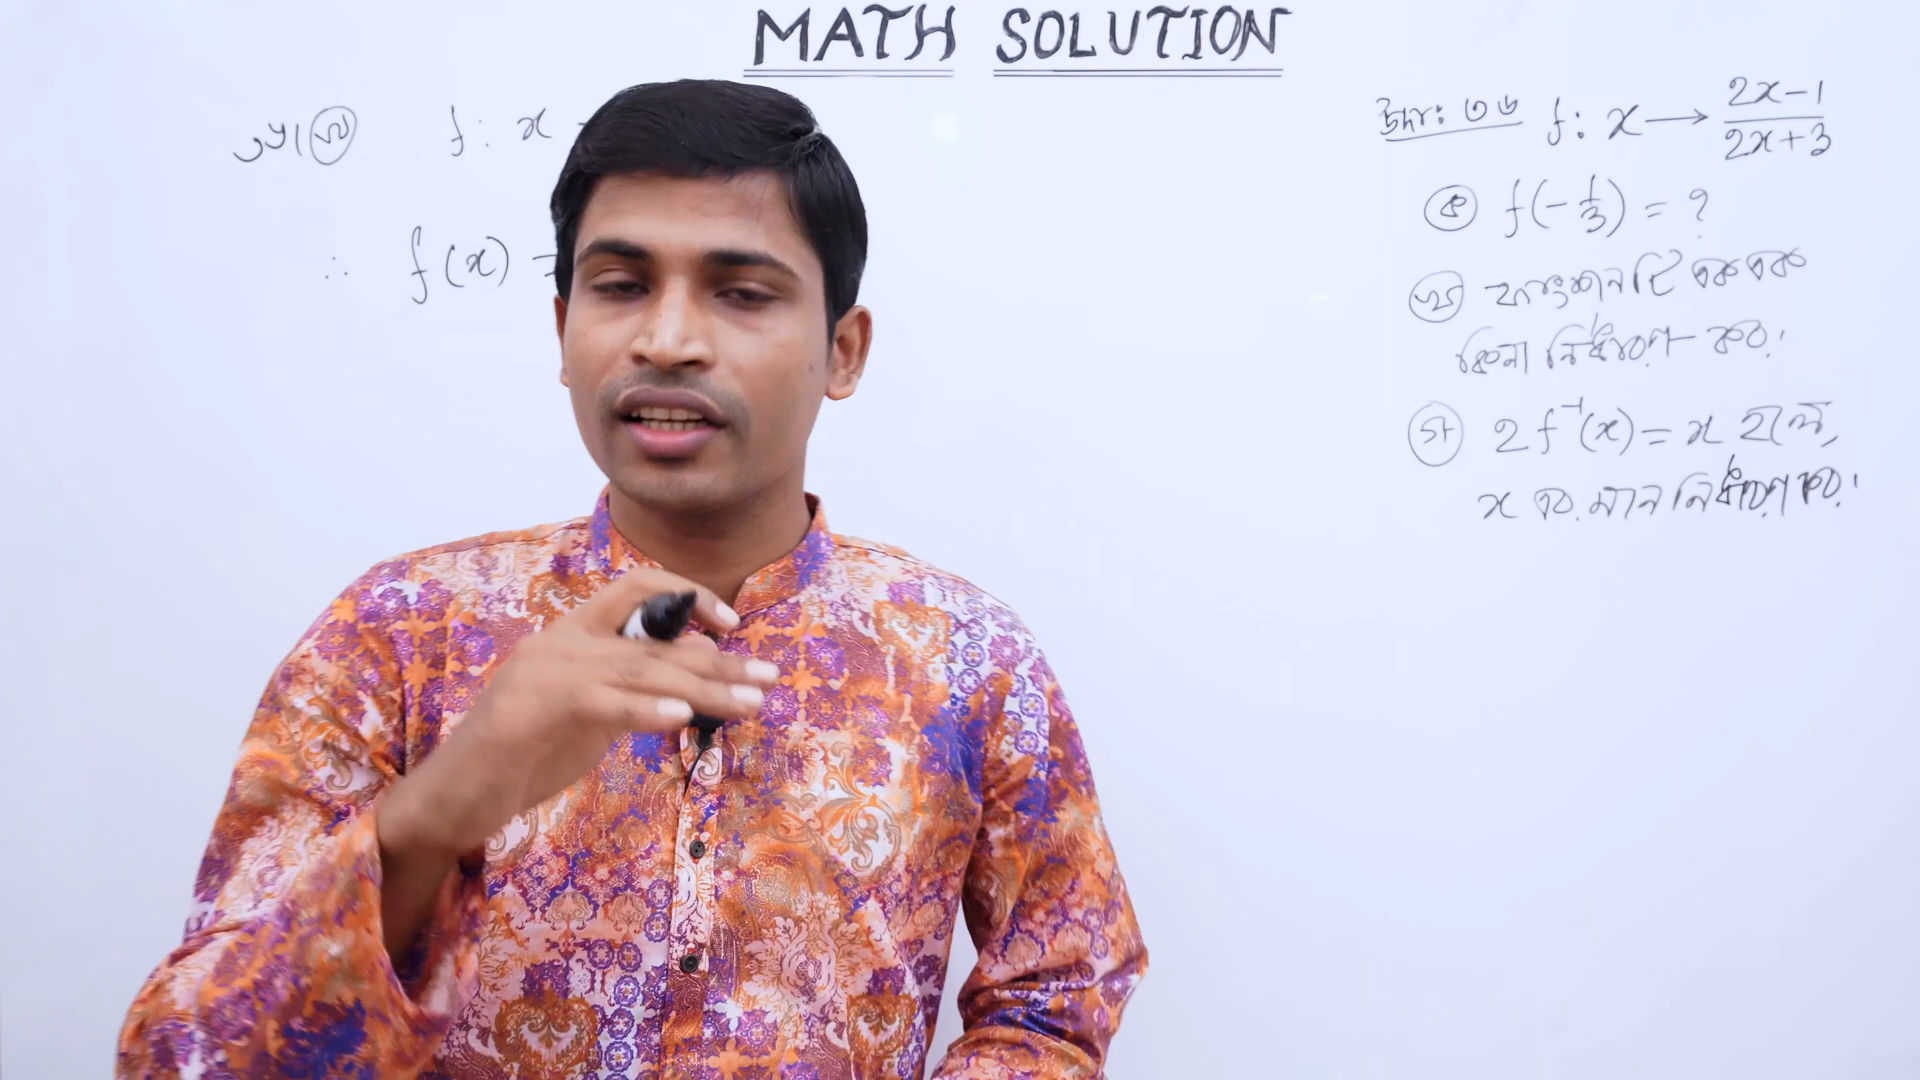 MATH SOLUTION
৩৬। খ f : x
∴ f(x) =
উদা: ৩৬ f : x → 2x-1 / 2x+3
ক f(-1/3) = ?
খ ফাংশনটি এক এক
কিনা নির্ধারণ কর।
গ 2f⁻¹(x) = x হলে,
x এর মান নির্ধারণ কর।